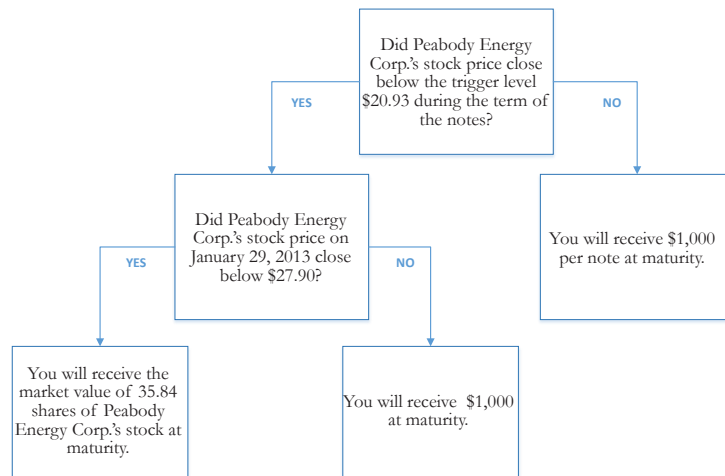 Did Peabody Energy
Corp.'s stock price close
below the trigger level
$20.93 during the term of
the notes?
YES
NO
Did Peabody Energy
Corp.'s stock price on
January 29, 2013 close
below $27.90?
You will receive $1,000
per note at maturity.
YES
NO
You will receive the
market value of 35.84
shares of Peabody
Energy Corp.'s stock at
maturity.
You will receive $1,000
at maturity.